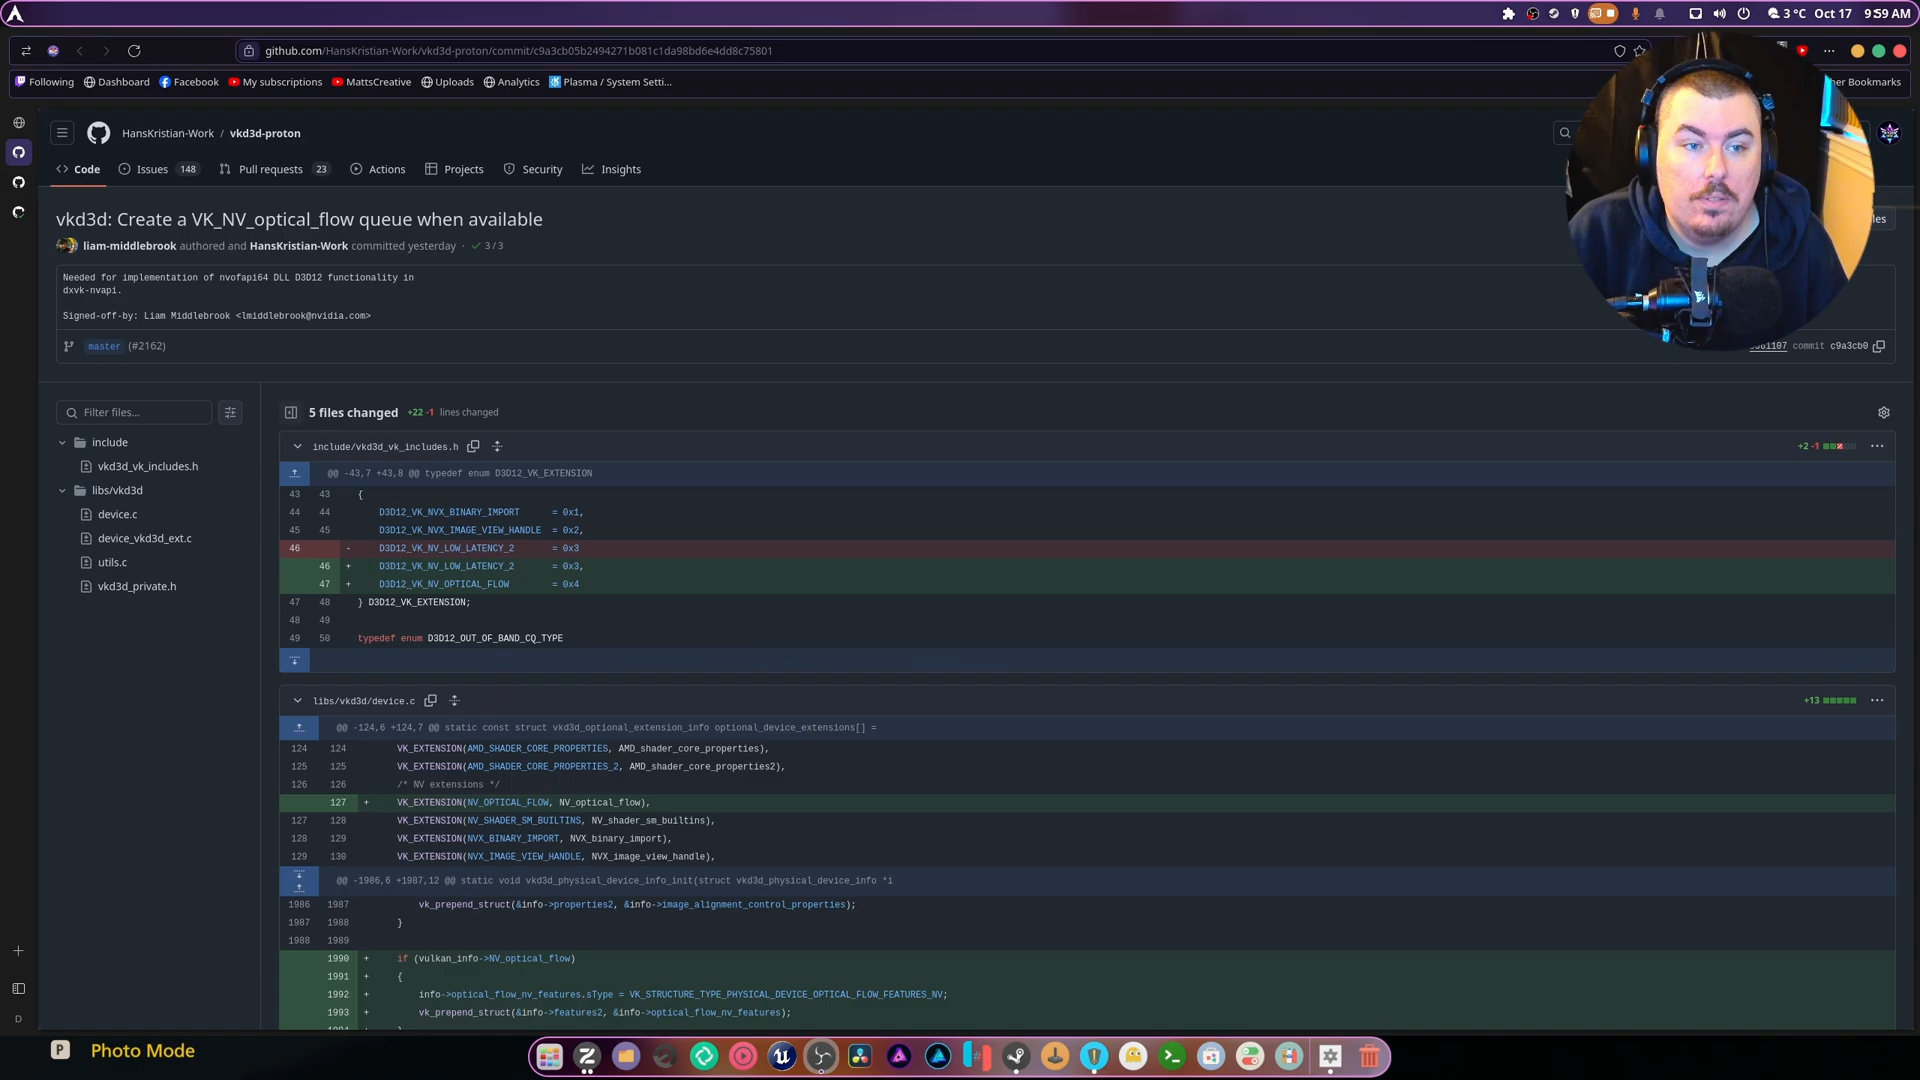 3 °C Oct 17 9:59 AM
github.com/HansKristian-Work/vkd3d-proton/commit/c9a3cb05b2494271b081c1da98bd6e4dd8c75801
Following Dashboard Facebook My subscriptions MattsCreative Uploads Analytics Plasma / System Setti... her Bookmarks
HansKristian-Work / vkd3d-proton
Code Issues 148 Pull requests 23 Actions Projects Security Insights
vkd3d: Create a VK_NV_optical_flow queue when available
liam-middlebrook authored and HansKristian-Work committed yesterday · 3 / 3
Needed for implementation of nvofapi64 DLL D3D12 functionality in
dxvk-nvapi.
Signed-off-by: Liam Middlebrook <lmiddlebrook@nvidia.com>
master (#2162) commit c9a3cb0
Filter files...
5 files changed +22 -1 lines changed
include
vkd3d_vk_includes.h
libs/vkd3d
device.c
device_vkd3d_ext.c
utils.c
vkd3d_private.h
include/vkd3d_vk_includes.h +2 -1
@@ -43,7 +43,8 @@ typedef enum D3D12_VK_EXTENSION
43 43 {
44 44 D3D12_VK_NVX_BINARY_IMPORT = 0x1,
45 45 D3D12_VK_NVX_IMAGE_VIEW_HANDLE = 0x2,
46 - D3D12_VK_NV_LOW_LATENCY_2 = 0x3
46 + D3D12_VK_NV_LOW_LATENCY_2 = 0x3,
47 + D3D12_VK_NV_OPTICAL_FLOW = 0x4
47 48 } D3D12_VK_EXTENSION;
48 49
49 50 typedef enum D3D12_OUT_OF_BAND_CQ_TYPE
libs/vkd3d/device.c +13
@@ -124,6 +124,7 @@ static const struct vkd3d_optional_extension_info optional_device_extensions[] =
124 124 VK_EXTENSION(AMD_SHADER_CORE_PROPERTIES, AMD_shader_core_properties),
125 125 VK_EXTENSION(AMD_SHADER_CORE_PROPERTIES_2, AMD_shader_core_properties2),
126 126 /* NV extensions */
127 + VK_EXTENSION(NV_OPTICAL_FLOW, NV_optical_flow),
127 128 VK_EXTENSION(NV_SHADER_SM_BUILTINS, NV_shader_sm_builtins),
128 129 VK_EXTENSION(NVX_BINARY_IMPORT, NVX_binary_import),
129 130 VK_EXTENSION(NVX_IMAGE_VIEW_HANDLE, NVX_image_view_handle),
@@ -1986,6 +1987,12 @@ static void vkd3d_physical_device_info_init(struct vkd3d_physical_device_info *i
1986 1987 vk_prepend_struct(&info->properties2, &info->image_alignment_control_properties);
1987 1988 }
1988 1989
1990 + if (vulkan_info->NV_optical_flow)
1991 + {
1992 + info->optical_flow_nv_features.sType = VK_STRUCTURE_TYPE_PHYSICAL_DEVICE_OPTICAL_FLOW_FEATURES_NV;
1993 + vk_prepend_struct(&info->features2, &info->optical_flow_nv_features);
P Photo Mode